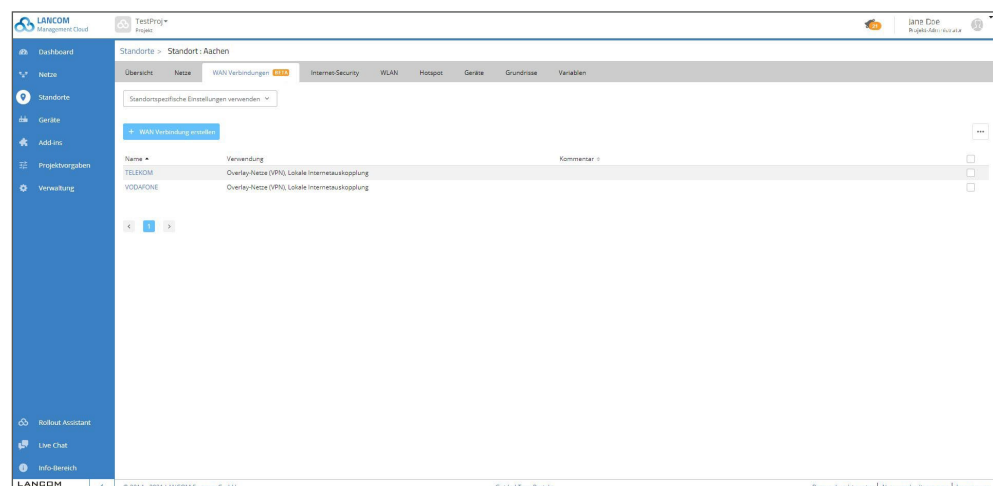 LANCOM
Management Cloud
TestProj
Projekt
Jane Doe
Dashboard
Netze
Standorte
Geräte
Add-ins
Projektvorgaben
Verwaltung
Rollout Assistant
Live Chat
Info-Bereich
LANCOM
Standorte > Standort : Aachen
Übersicht Netze WAN Verbindungen BETA Internet-Security WLAN Hotspot Geräte Grundrisse Variablen
Standortspezifische Einstellungen verwenden
+ WAN Verbindung erstellen
...
Name Verwendung Kommentar
TELEKOM Overlay-Netze (VPN), Lokale Internetauskopplung
VODAFONE Overlay-Netze (VPN), Lokale Internetauskopplung
< 1 >